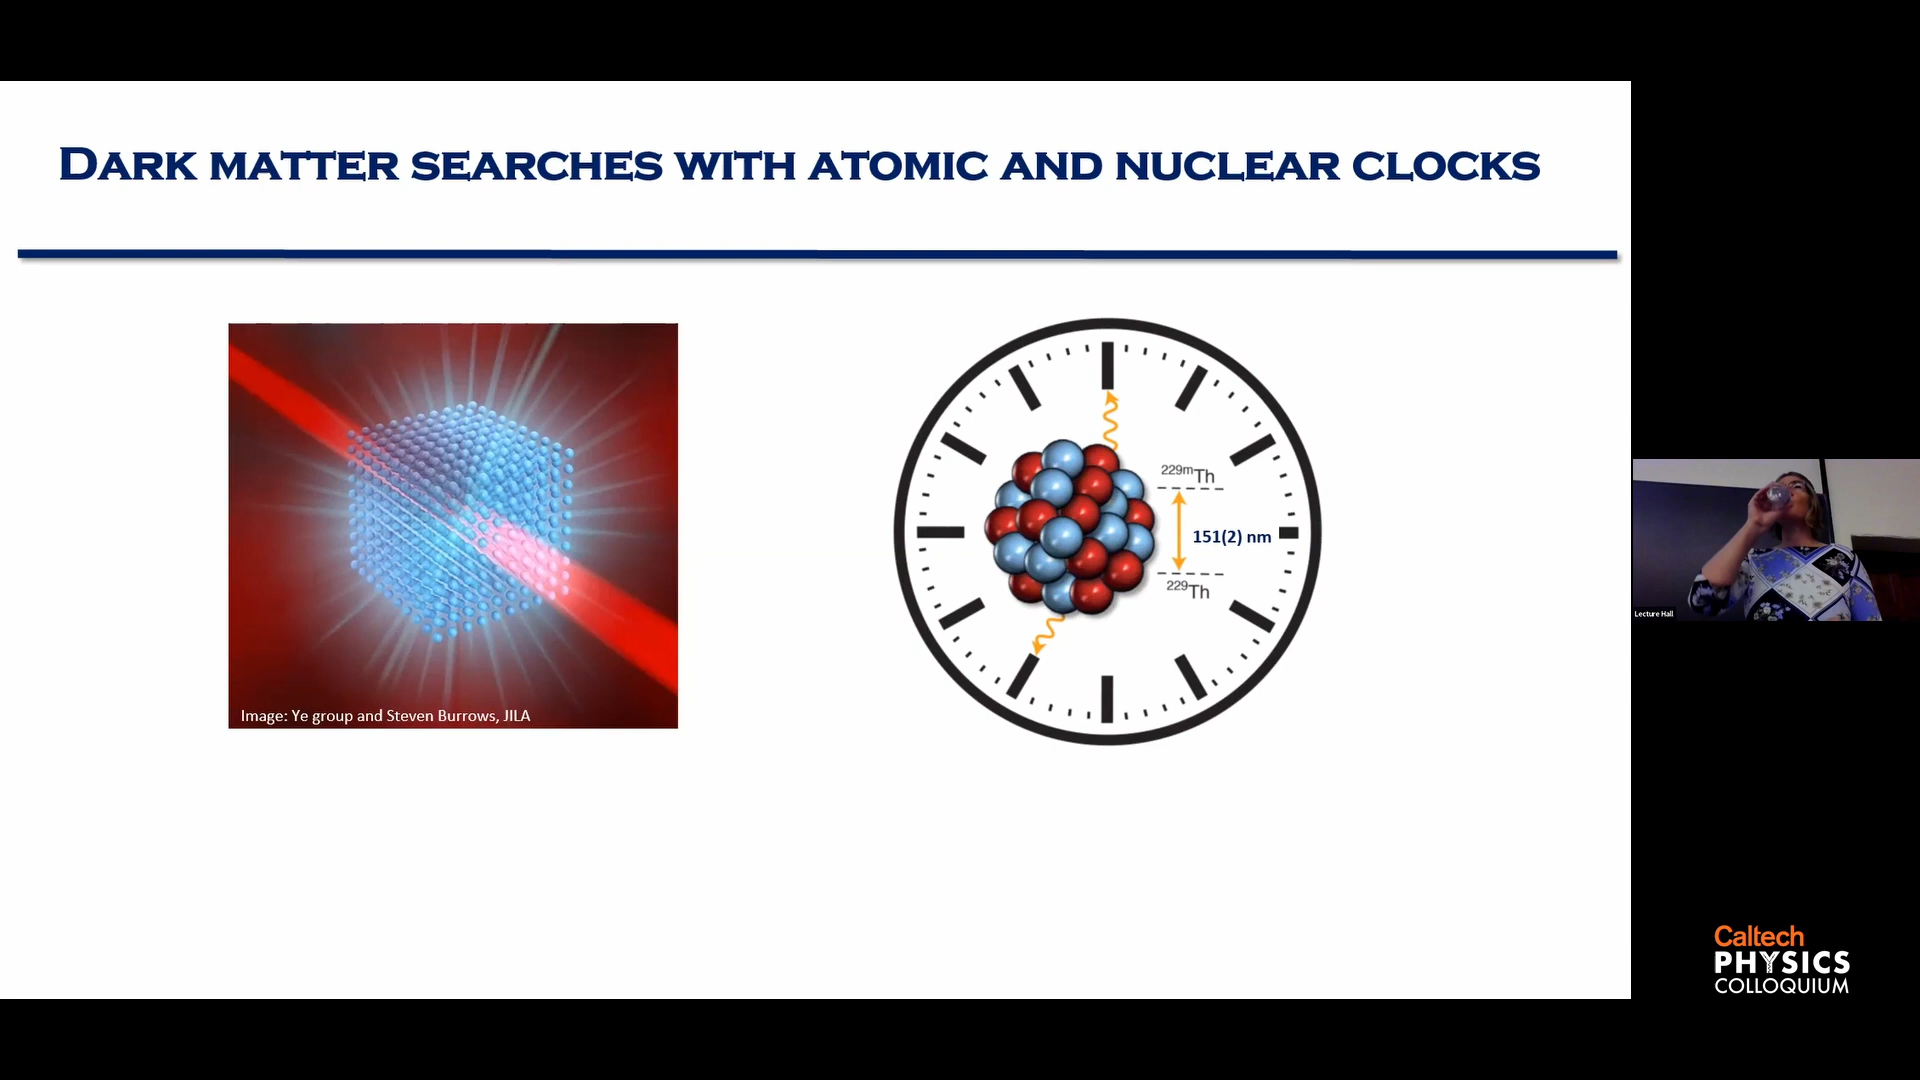 DARK MATTER SEARCHES WITH ATOMIC AND NUCLEAR CLOCKS
Image: Ye group and Steven Burrows, JILA
229mTh
151(2) nm
229Th
Lecture Hall
Caltech
PHYSICS
COLLOQUIUM